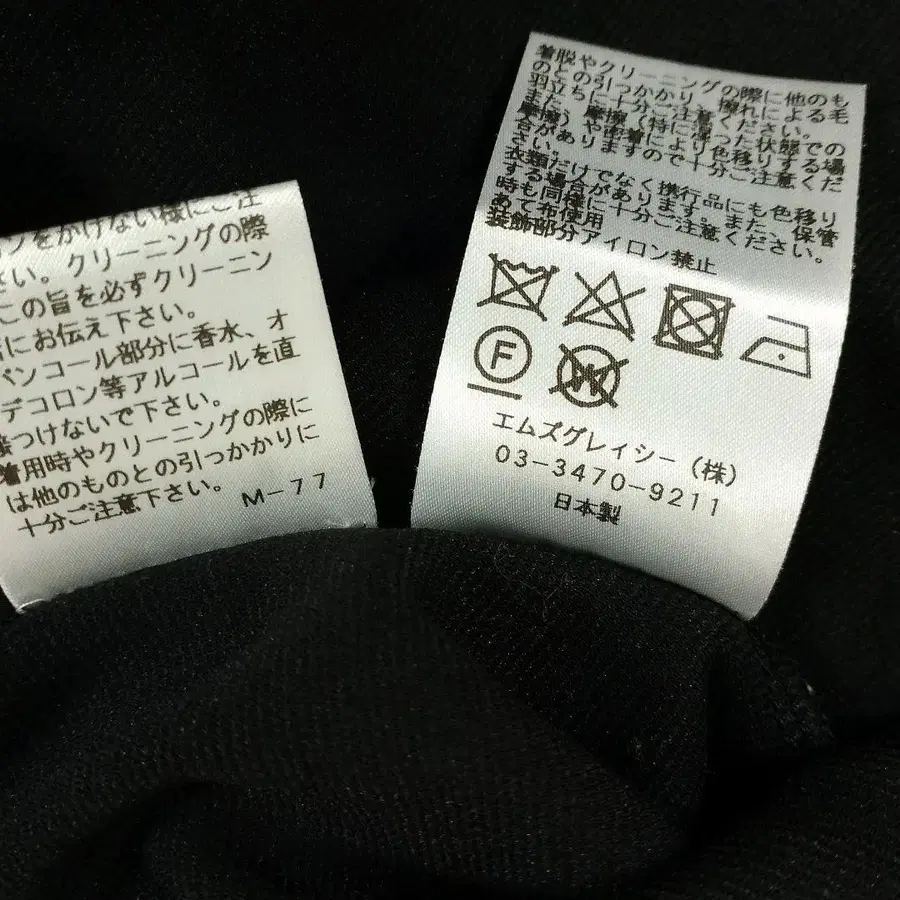 ンをかけない様にご注
さい。クリーニングの際
この旨を必ずクリーニン
にお伝え下さい。
パンコール部分に香水、オ
デコロン等アルコールを直
接つけないで下さい。
着用時やクリーニングの際に
は他のものとの引っかかりに
十分ご注意下さい。
M-77
着脱やクリーニングの際に他のも
のとの引っかかり、擦れによる毛
羽立ちに十分ご注意ください。
また、摩擦(特に湿った状態での
摩擦)や密着により色移りする場
合がありますので十分ご注意くだ
さい。
衣類だけでなく携行品にも色移り
する場合があります。また、保管
時も同様に十分ご注意ください。
あて布使用
装飾部分アイロン禁止
F
W
エムズグレイシー(株)
03-3470-9211
日本製